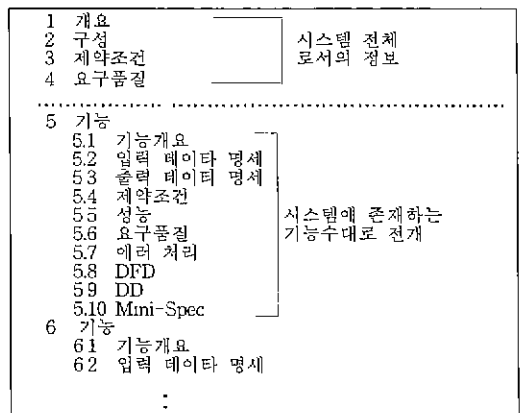 1 개요
2 구성
3 제약조건
4 요구품질
시스템 전체
로서의 정보
5 기능
5.1 기능개요
5.2 입력 데이타 명세
5 3 출력 데이터 명세
5.4 제약조건
5 5 성능
5.6 요구품질
5.7 에러 처리
5.8 DFD
5 9 DD
5.10 Mini-Spec
시스템에 존재하는
기능수대로 전개
6 기능
6 1 기능개요
6 2 입력 데이타 명세
: